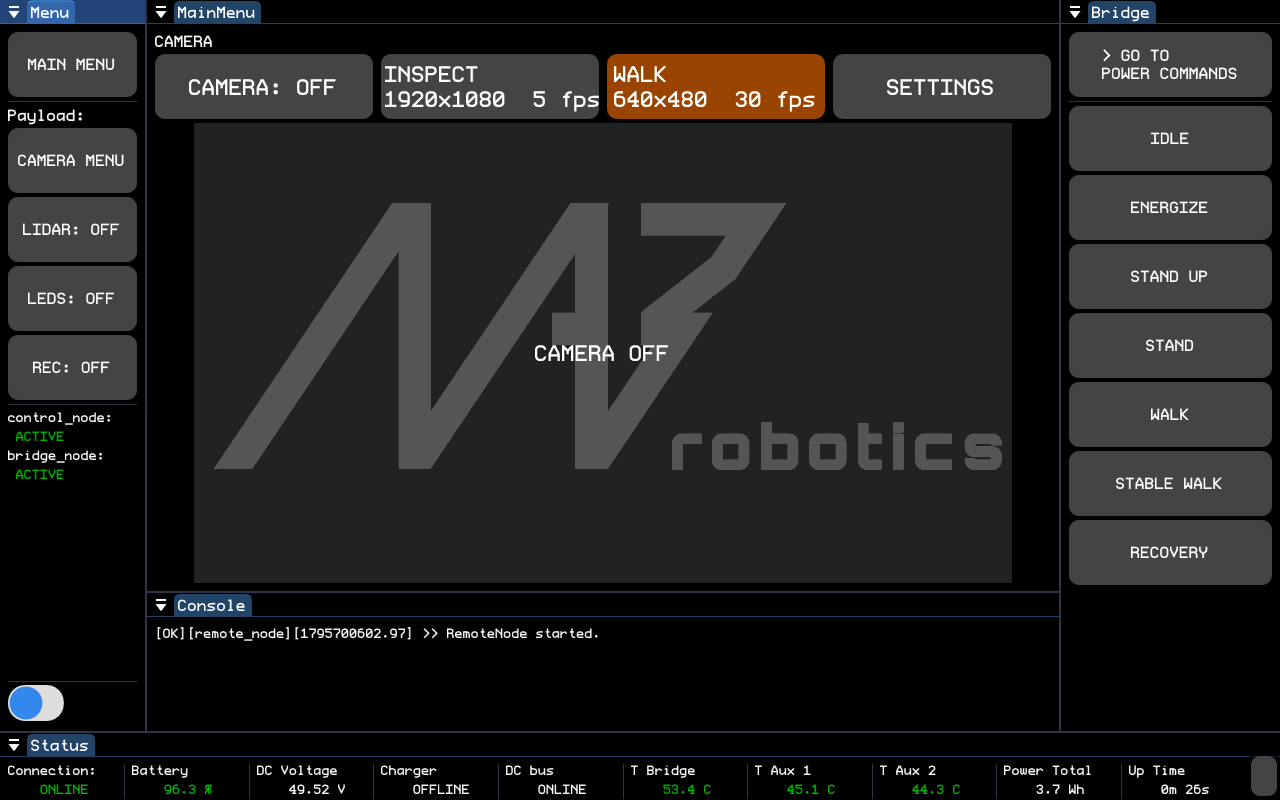 Menu
MAIN MENU
Payload:
CAMERA MENU
LIDAR: OFF
LEDS: OFF
REC: OFF
control_node:
ACTIVE
bridge_node:
ACTIVE
MainMenu
CAMERA
CAMERA: OFF
INSPECT
1920x1080  5 fps
WALK
640x480  30 fps
SETTINGS
CAMERA OFF
robotics
Console
[OK][remote_node][1795700602.97] >> RemoteNode started.
Bridge
> GO TO
POWER COMMANDS
IDLE
ENERGIZE
STAND UP
STAND
WALK
STABLE WALK
RECOVERY
Status
Connection: Battery DC Voltage Charger DC bus T Bridge T Aux 1 T Aux 2 Power Total Up Time
ONLINE 96.3 % 49.52 V OFFLINE ONLINE 53.4 C 45.1 C 44.3 C 3.7 Wh 0m 26s